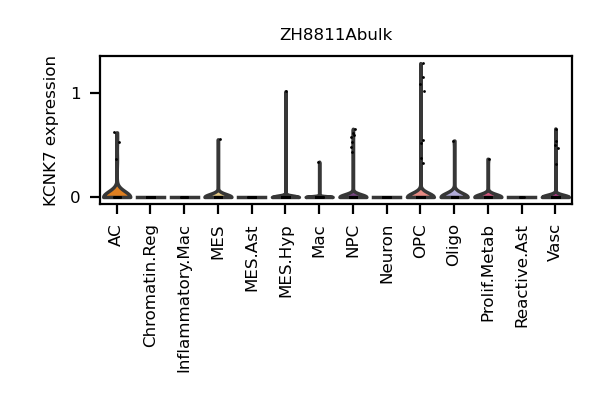 ZH8811Abulk
KCNK7 expression
1
0
AC
Chromatin.Reg
Inflammatory.Mac
MES
MES.Ast
MES.Hyp
Mac
NPC
Neuron
OPC
Oligo
Prolif.Metab
Reactive.Ast
Vasc